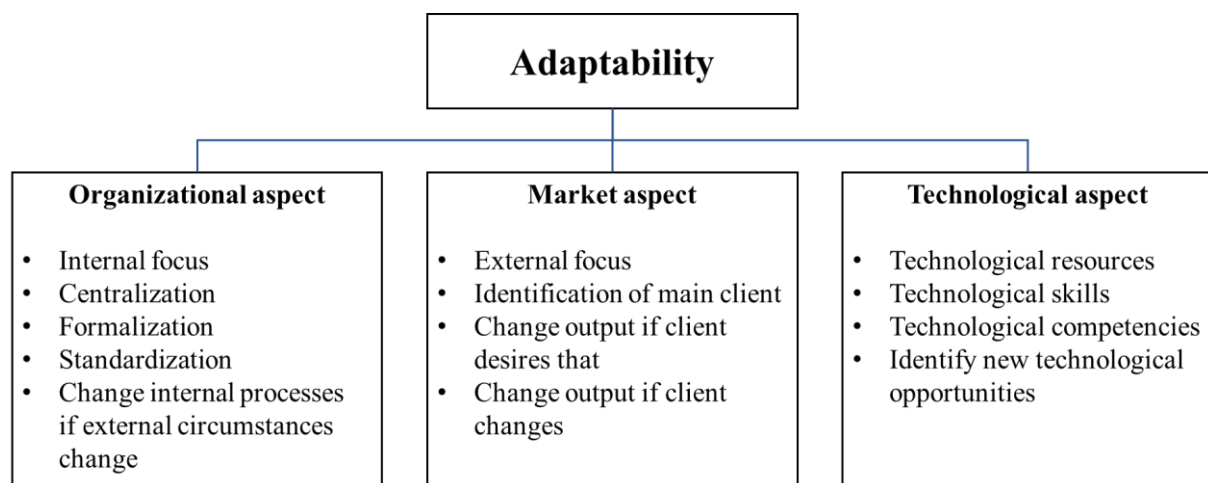 Adaptability
Organizational aspect
• Internal focus
• Centralization
• Formalization
• Standardization
• Change internal processes
if external circumstances
change
Market aspect
• External focus
• Identification of main client
• Change output if client
desires that
• Change output if client
changes
Technological aspect
• Technological resources
• Technological skills
• Technological competencies
• Identify new technological
opportunities